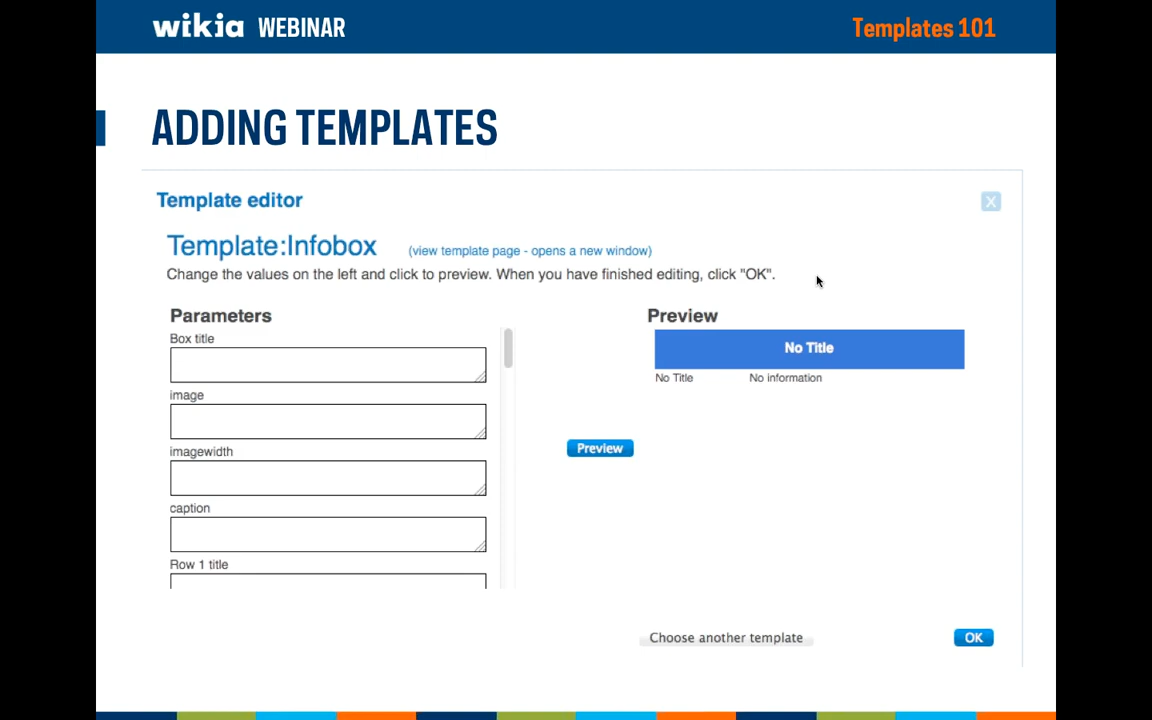 wikia WEBINAR
Templates 101
ADDING TEMPLATES
Template editor
X
Template:Infobox (view template page - opens a new window)
Change the values on the left and click to preview. When you have finished editing, click "OK".
Parameters
Box title
image
imagewidth
caption
Row 1 title
Preview
Preview
No Title
No Title No information
Choose another template
OK